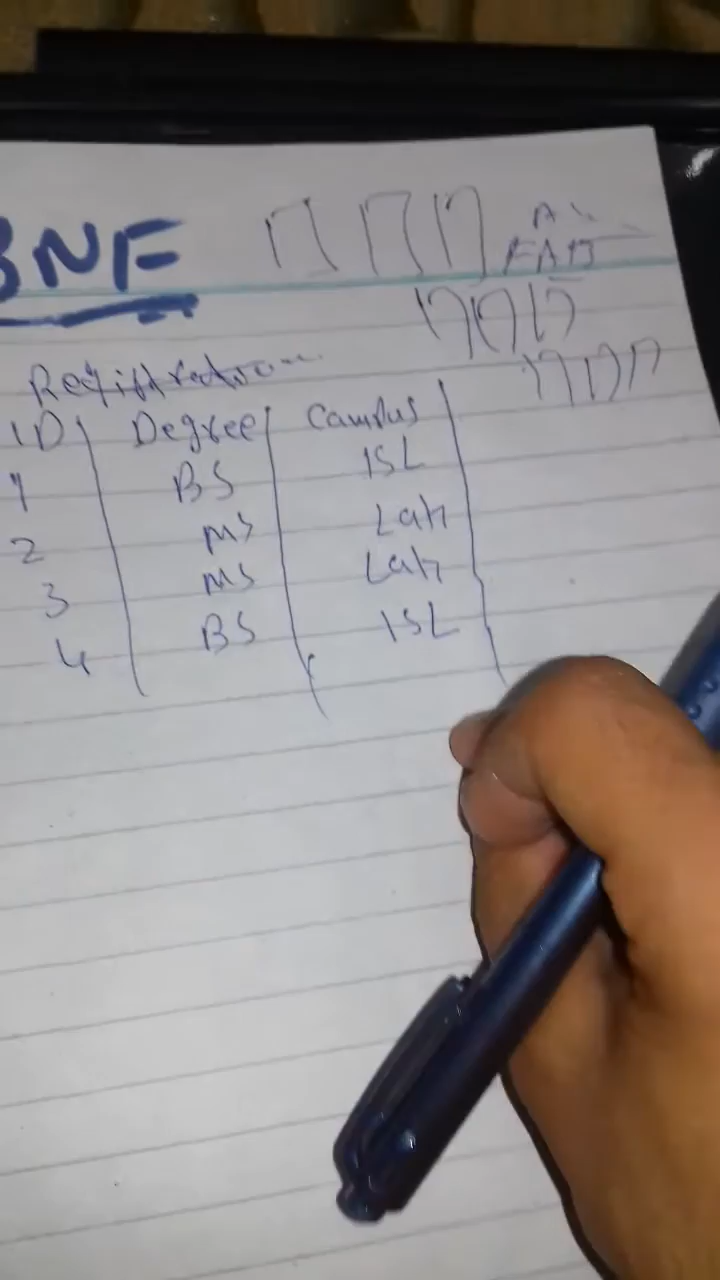 BNF
Registration
ID Degree Campus
1 BS ISL
2 MS Lah
3 MS Lah
4 BS ISL